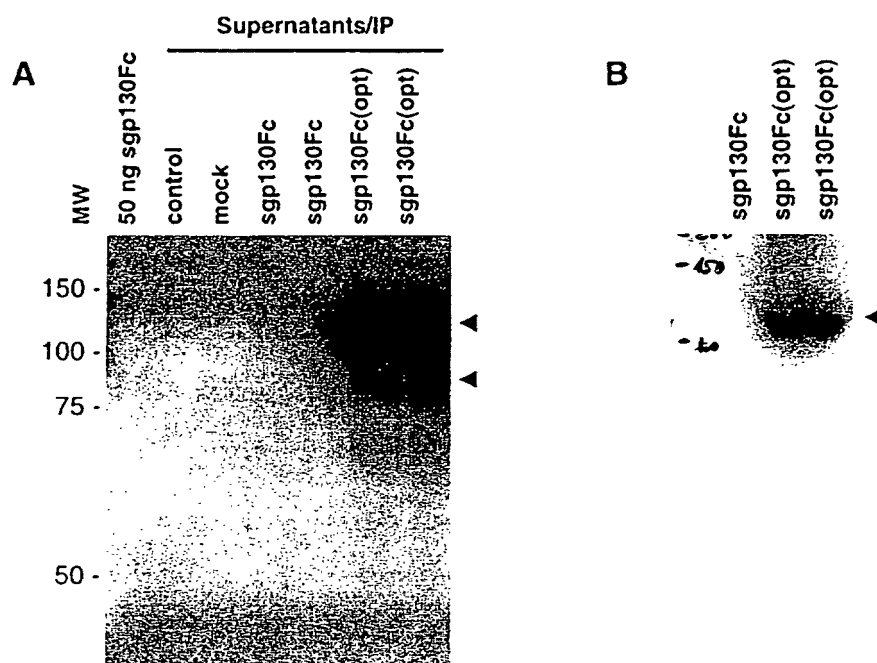 Supernatants/IP
A
MW
50 ng sgp130Fc
control
mock
sgp130Fc
sgp130Fc
sgp130Fc(opt)
sgp130Fc(opt)
150 -
100 -
75 -
50 -
B
sgp130Fc
sgp130Fc(opt)
sgp130Fc(opt)
- 150